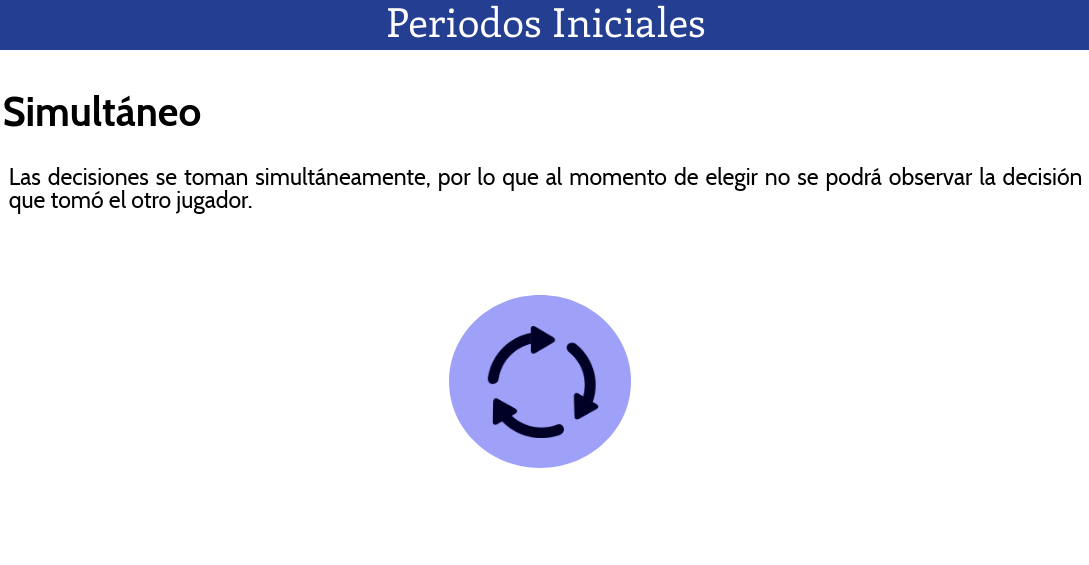 Periodos Iniciales
Simultáneo
Las decisiones se toman simultáneamente, por lo que al momento de elegir no se podrá observar la decisión
que tomó el otro jugador.